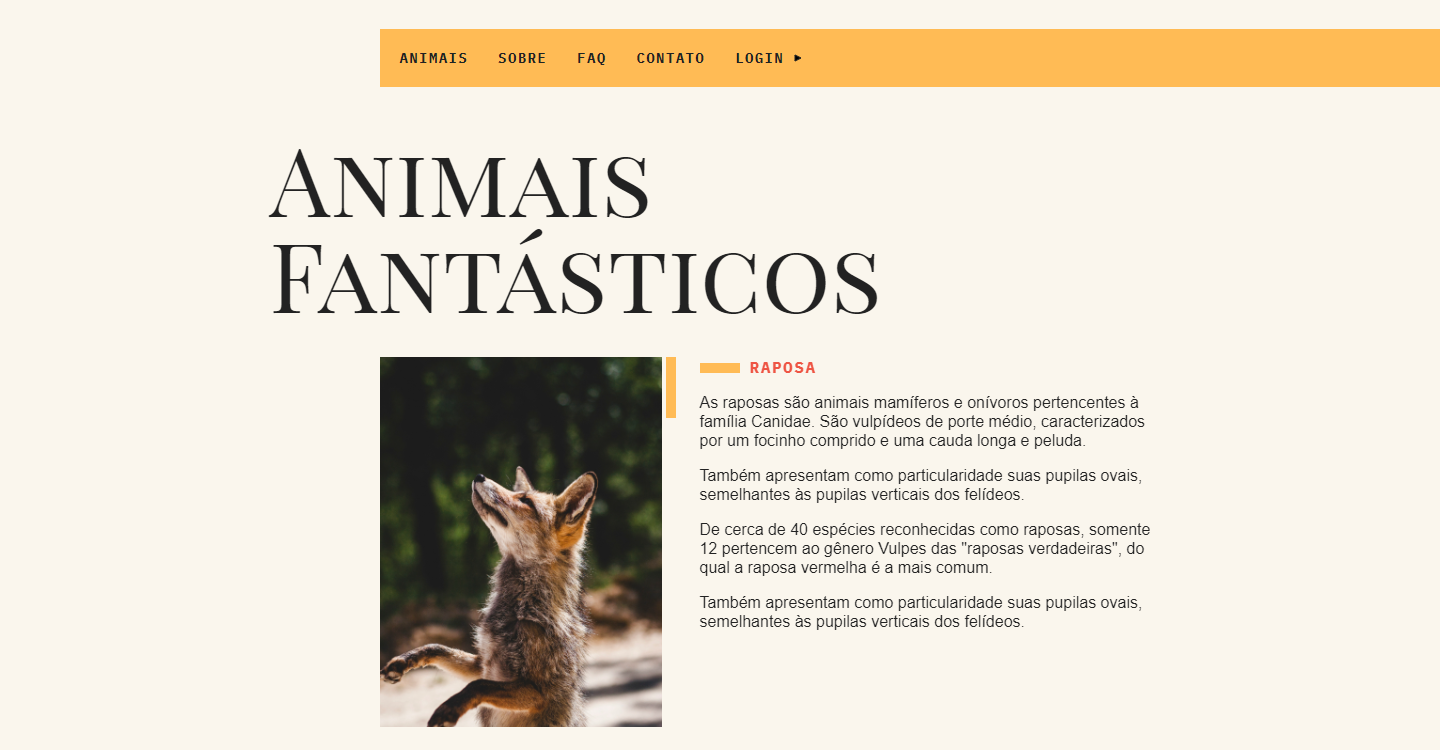 ANIMAIS SOBRE FAQ CONTATO LOGIN ▸
ANIMAIS
FANTÁSTICOS
RAPOSA
As raposas são animais mamíferos e onívoros pertencentes à
família Canidae. São vulpídeos de porte médio, caracterizados
por um focinho comprido e uma cauda longa e peluda.
Também apresentam como particularidade suas pupilas ovais,
semelhantes às pupilas verticais dos felídeos.
De cerca de 40 espécies reconhecidas como raposas, somente
12 pertencem ao gênero Vulpes das "raposas verdadeiras", do
qual a raposa vermelha é a mais comum.
Também apresentam como particularidade suas pupilas ovais,
semelhantes às pupilas verticais dos felídeos.